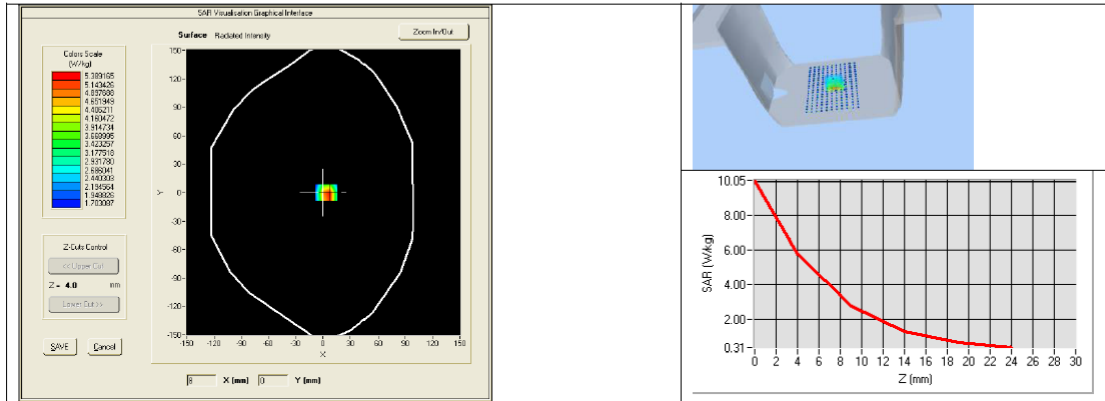 SAR Visualisation Graphical Interface
Surface Radiated Intensity
Zoom In/Out
Colors Scale
(W/kg)
5.389165
5.143426
4.897688
4.651949
4.406211
4.160472
3.914734
3.668995
3.423257
3.177518
2.931780
2.686041
2.440303
2.194564
1.948826
1.703087
150
120
90
60
30
0
-30
-60
-90
-120
-150
Y
-150 -120 -90 -60 -30 0 30 60 90 120 150
X
Z-Cuts Control
<< Upper Cut
Z = 4.0 mm
Lower Cut >>
SAVE Cancel
8 X (mm) 0 Y (mm)
10.05
8.00
6.00
4.00
2.00
0.31
SAR (W/kg)
0 2 4 6 8 10 12 14 16 18 20 22 24 26 28 30
Z (mm)